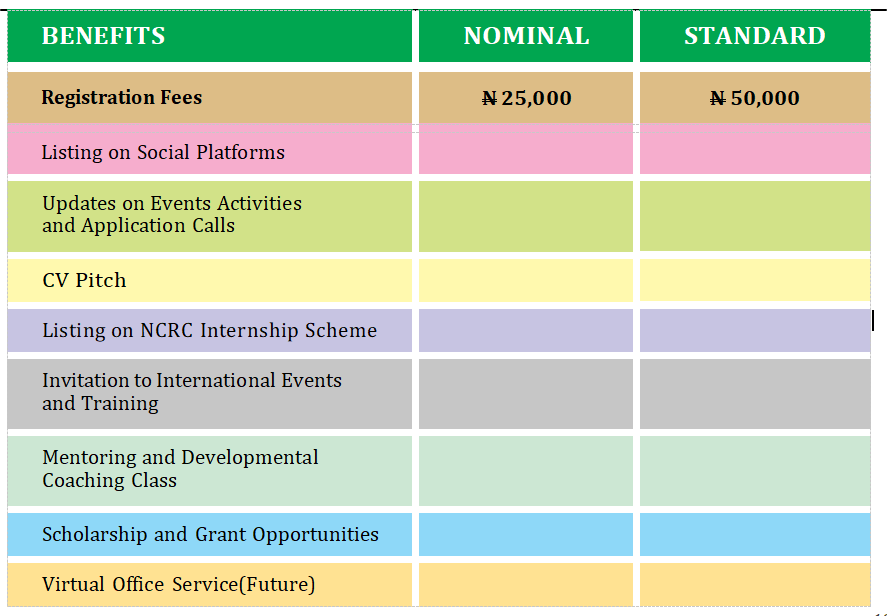 BENEFITS NOMINAL STANDARD
Registration Fees ₦ 25,000 ₦ 50,000
Listing on Social Platforms
Updates on Events Activities
and Application Calls
CV Pitch
Listing on NCRC Internship Scheme
Invitation to International Events
and Training
Mentoring and Developmental
Coaching Class
Scholarship and Grant Opportunities
Virtual Office Service(Future)